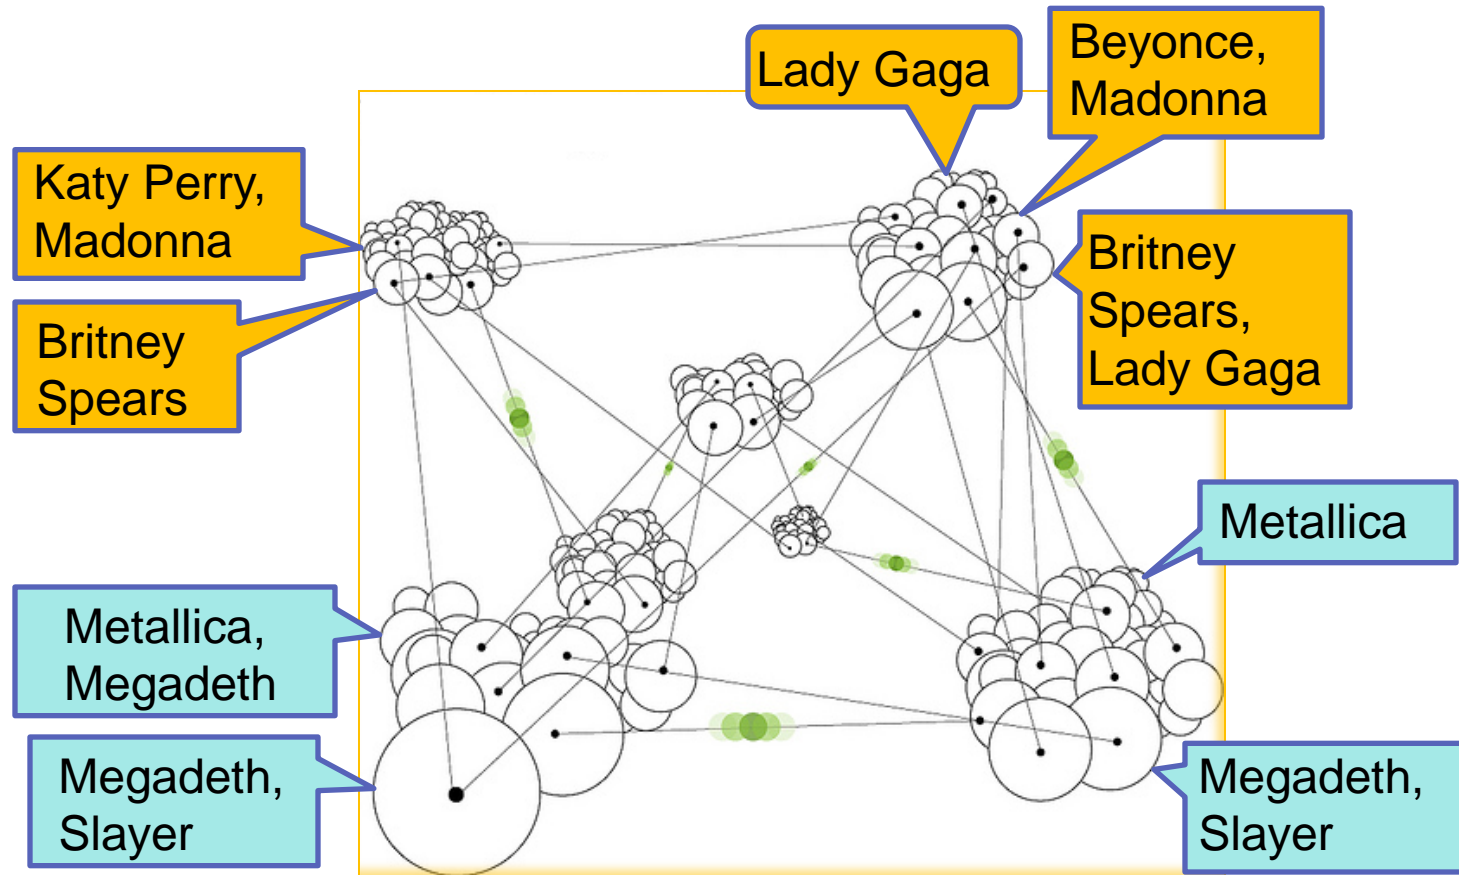 Lady Gaga
Beyonce,
Madonna
Katy Perry,
Madonna
Britney
Spears
Britney
Spears,
Lady Gaga
Metallica
Metallica,
Megadeth
Megadeth,
Slayer
Megadeth,
Slayer